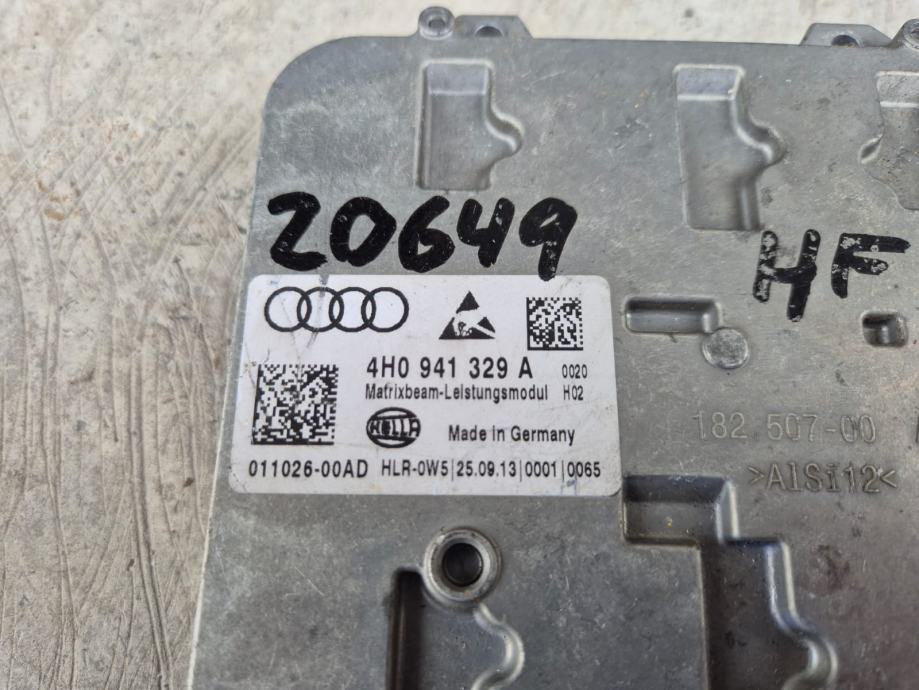 20649
HF
4H0 941 329 A
0020
Matrixbeam-Leistungsmodul
H02
HELLA
Made in Germany
011026-00AD HLR-0W5|25.09.13|0001|0065
182.507-00
>AlSi12<